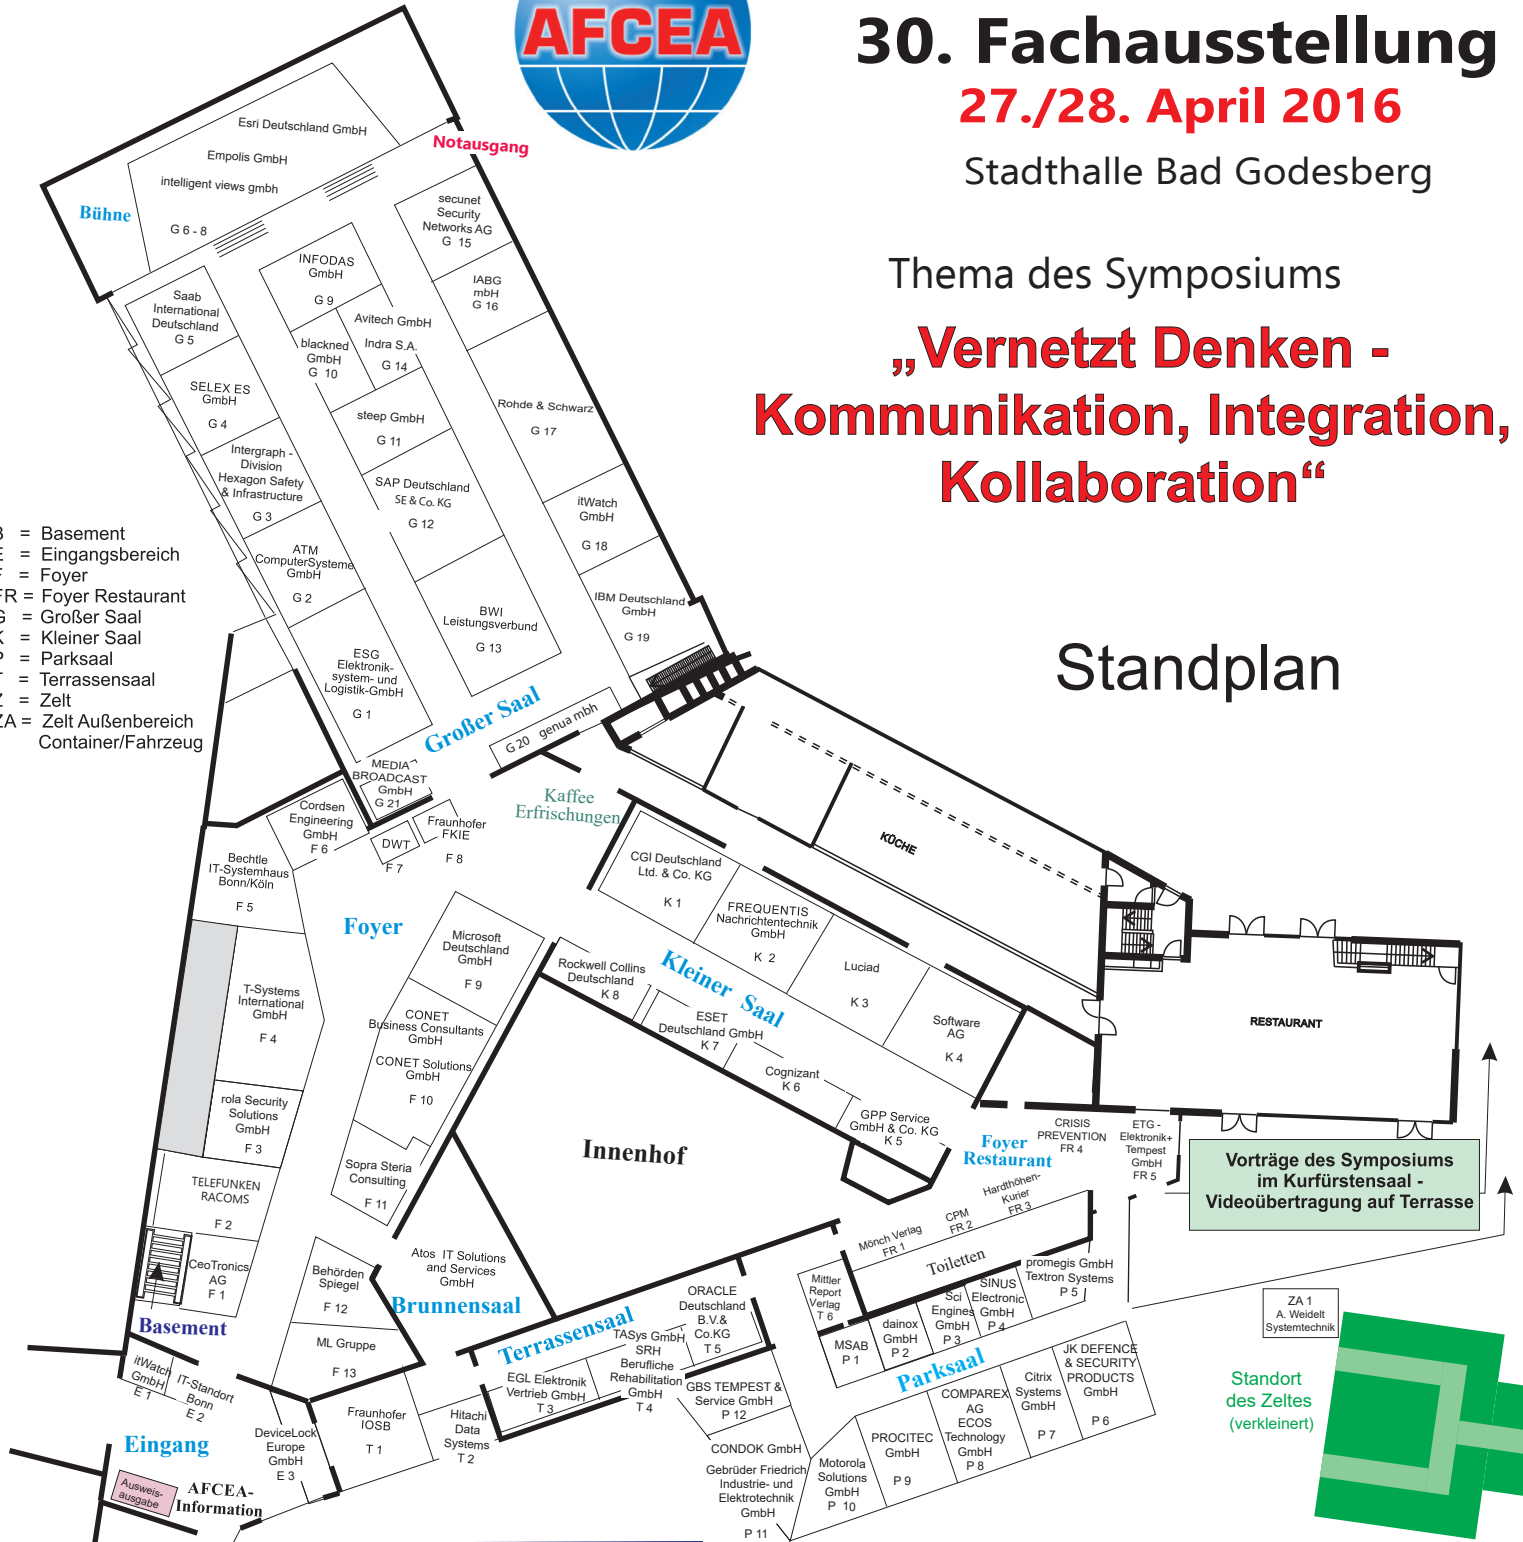 AFCEA
30. Fachausstellung
27./28. April 2016
Stadthalle Bad Godesberg
Thema des Symposiums
„Vernetzt Denken -
Kommunikation, Integration,
Kollaboration“
Standplan
= Basement
= Eingangsbereich
= Foyer
FR = Foyer Restaurant
= Großer Saal
= Kleiner Saal
= Parksaal
= Terrassensaal
= Zelt
ZA = Zelt Außenbereich
Container/Fahrzeug
Notausgang
Bühne
Esri Deutschland GmbH
Empolis GmbH
intelligent views gmbh
G 6 - 8
secunet
Security
Networks AG
G 15
IABG
mbH
G 16
INFODAS
GmbH
G 9
Saab
International
Deutschland
G 5
Avitech GmbH
Indra S.A.
G 14
blackned
GmbH
G 10
SELEX ES
GmbH
G 4
steep GmbH
G 11
Rohde & Schwarz
G 17
Intergraph -
Division
Hexagon Safety
& Infrastructure
G 3
SAP Deutschland
SE & Co. KG
G 12
itWatch
GmbH
G 18
ATM
ComputerSysteme
GmbH
G 2
BWI
Leistungsverbund
G 13
IBM Deutschland
GmbH
G 19
ESG
Elektronik-
system- und
Logistik-GmbH
G 1
Großer Saal
G 20 genua mbh
MEDIA
BROADCAST
GmbH
G 21
Kaffee
Erfrischungen
Cordsen
Engineering
GmbH
F 6
DWT
F 7
Fraunhofer
FKIE
F 8
Bechtle
IT-Systemhaus
Bonn/Köln
F 5
Foyer
KÜCHE
CGI Deutschland
Ltd. & Co. KG
K 1
FREQUENTIS
Nachrichtentechnik
GmbH
K 2
Luciad
K 3
Software
AG
K 4
Kleiner Saal
Rockwell Collins
Deutschland
K 8
ESET
Deutschland GmbH
K 7
Cognizant
K 6
GPP Service
GmbH & Co. KG
K 5
Microsoft
Deutschland
GmbH
F 9
T-Systems
International
GmbH
F 4
CONET
Business Consultants
GmbH
CONET Solutions
GmbH
F 10
rola Security
Solutions
GmbH
F 3
Sopra Steria
Consulting
F 11
TELEFUNKEN
RACOMS
F 2
CeoTronics
AG
F 1
Innenhof
RESTAURANT
Foyer
Restaurant
CRISIS
PREVENTION
FR 4
ETG -
Elektronik+
Tempest
GmbH
FR 5
Vorträge des Symposiums
im Kurfürstensaal -
Videoübertragung auf Terrasse
Hardthöhen-
Kurier
FR 3
CPM
FR 2
Mönch Verlag
FR 1
Toiletten
Atos IT Solutions
and Services
GmbH
Brunnensaal
Behörden
Spiegel
F 12
ML Gruppe
F 13
Basement
itWatch
GmbH
E 1
IT-Standort
Bonn
E 2
Eingang
DeviceLock
Europe
GmbH
E 3
Ausweis-
ausgabe
AFCEA-
Information
Fraunhofer
IOSB
T 1
Hitachi
Data
Systems
T 2
Terrassensaal
EGL Elektronik
Vertrieb GmbH
T 3
TASys GmbH
SRH
Berufliche
Rehabilitation
GmbH
T 4
ORACLE
Deutschland
B.V.&
Co.KG
T 5
Mittler
Report
Verlag
T 6
MSAB
P 1
dainox
GmbH
P 2
Sci
Engines
GmbH
P 3
SINUS
Electronic
GmbH
P 4
promegis GmbH
Textron Systems
P 5
Parksaal
JK DEFENCE
& SECURITY
PRODUCTS
GmbH
P 6
Citrix
Systems
GmbH
P 7
COMPAREX
AG
ECOS
Technology
GmbH
P 8
PROCITEC
GmbH
P 9
Motorola
Solutions
GmbH
P 10
GBS TEMPEST &
Service GmbH
P 12
CONDOK GmbH
Gebrüder Friedrich
Industrie- und
Elektrotechnik
GmbH
P 11
ZA 1
A. Weidelt
Systemtechnik
Standort
des Zeltes
(verkleinert)